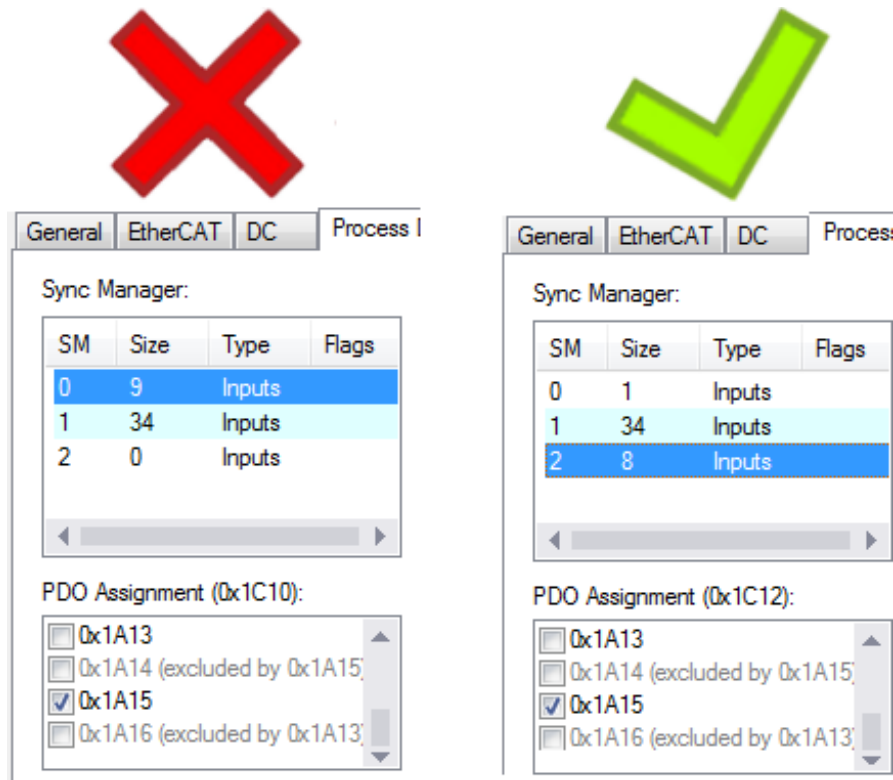 General EtherCAT DC Process
Sync Manager:
SM Size Type Flags
0 9 Inputs
1 34 Inputs
2 0 Inputs
PDO Assignment (0x1C10):
0x1A13
0x1A14 (excluded by 0x1A15)
0x1A15
0x1A16 (excluded by 0x1A13)
General EtherCAT DC Process
Sync Manager:
SM Size Type Flags
0 1 Inputs
1 34 Inputs
2 8 Inputs
PDO Assignment (0x1C12):
0x1A13
0x1A14 (excluded by 0x1A15)
0x1A15
0x1A16 (excluded by 0x1A13)